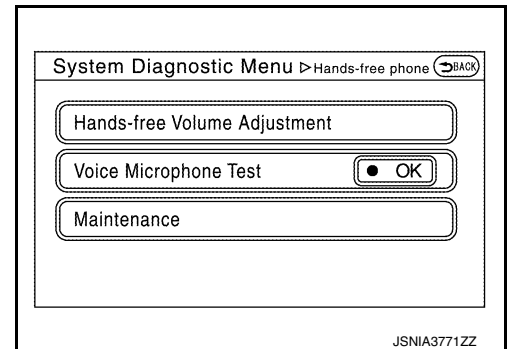 System Diagnostic Menu ▷Hands-free phone BACK
Hands-free Volume Adjustment
Voice Microphone Test ● OK
Maintenance
JSNIA3771ZZ